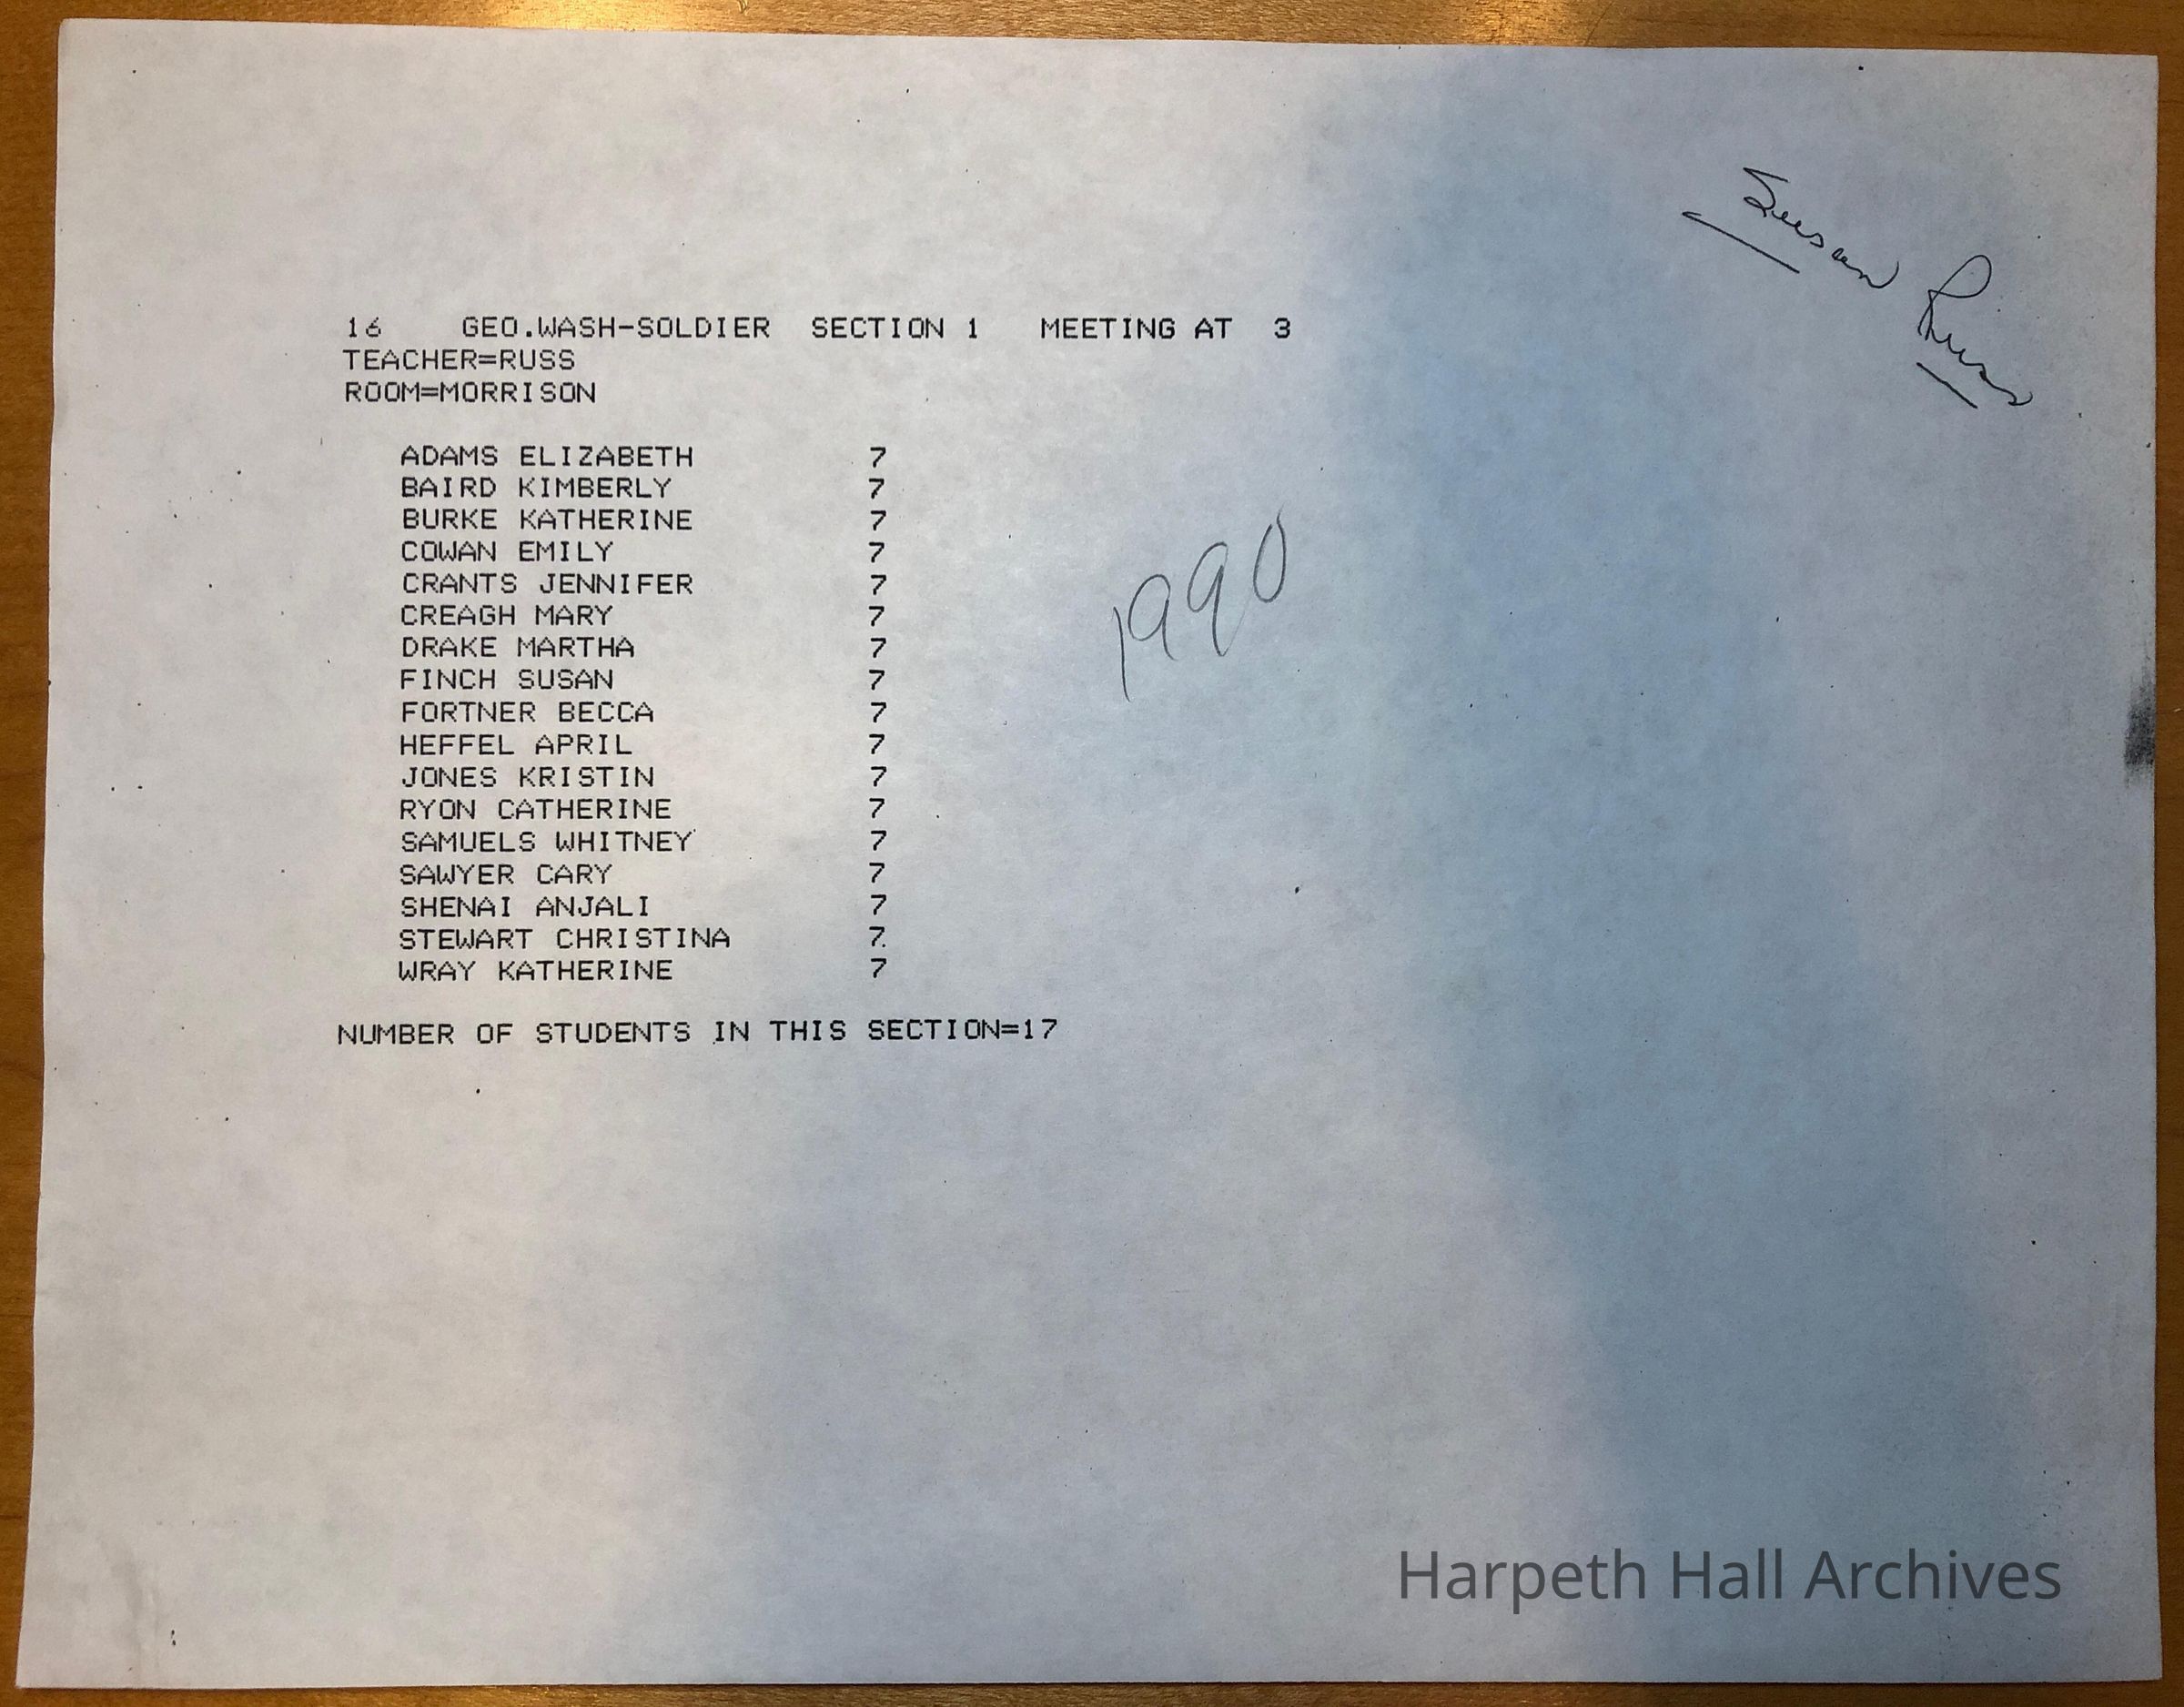 Susan Russ
16 GEO.WASH-SOLDIER SECTION 1 MEETING AT 3
TEACHER=RUSS
ROOM=MORRISON
ADAMS ELIZABETH 7
BAIRD KIMBERLY 7
BURKE KATHERINE 7
COWAN EMILY 7
CRANTS JENNIFER 7
CREAGH MARY 7
DRAKE MARTHA 7
FINCH SUSAN 7
FORTNER BECCA 7
HEFFEL APRIL 7
JONES KRISTIN 7
RYON CATHERINE 7
SAMUELS WHITNEY 7
SAWYER CARY 7
SHENAI ANJALI 7
STEWART CHRISTINA 7
WRAY KATHERINE 7
1990
NUMBER OF STUDENTS IN THIS SECTION=17
Harpeth Hall Archives